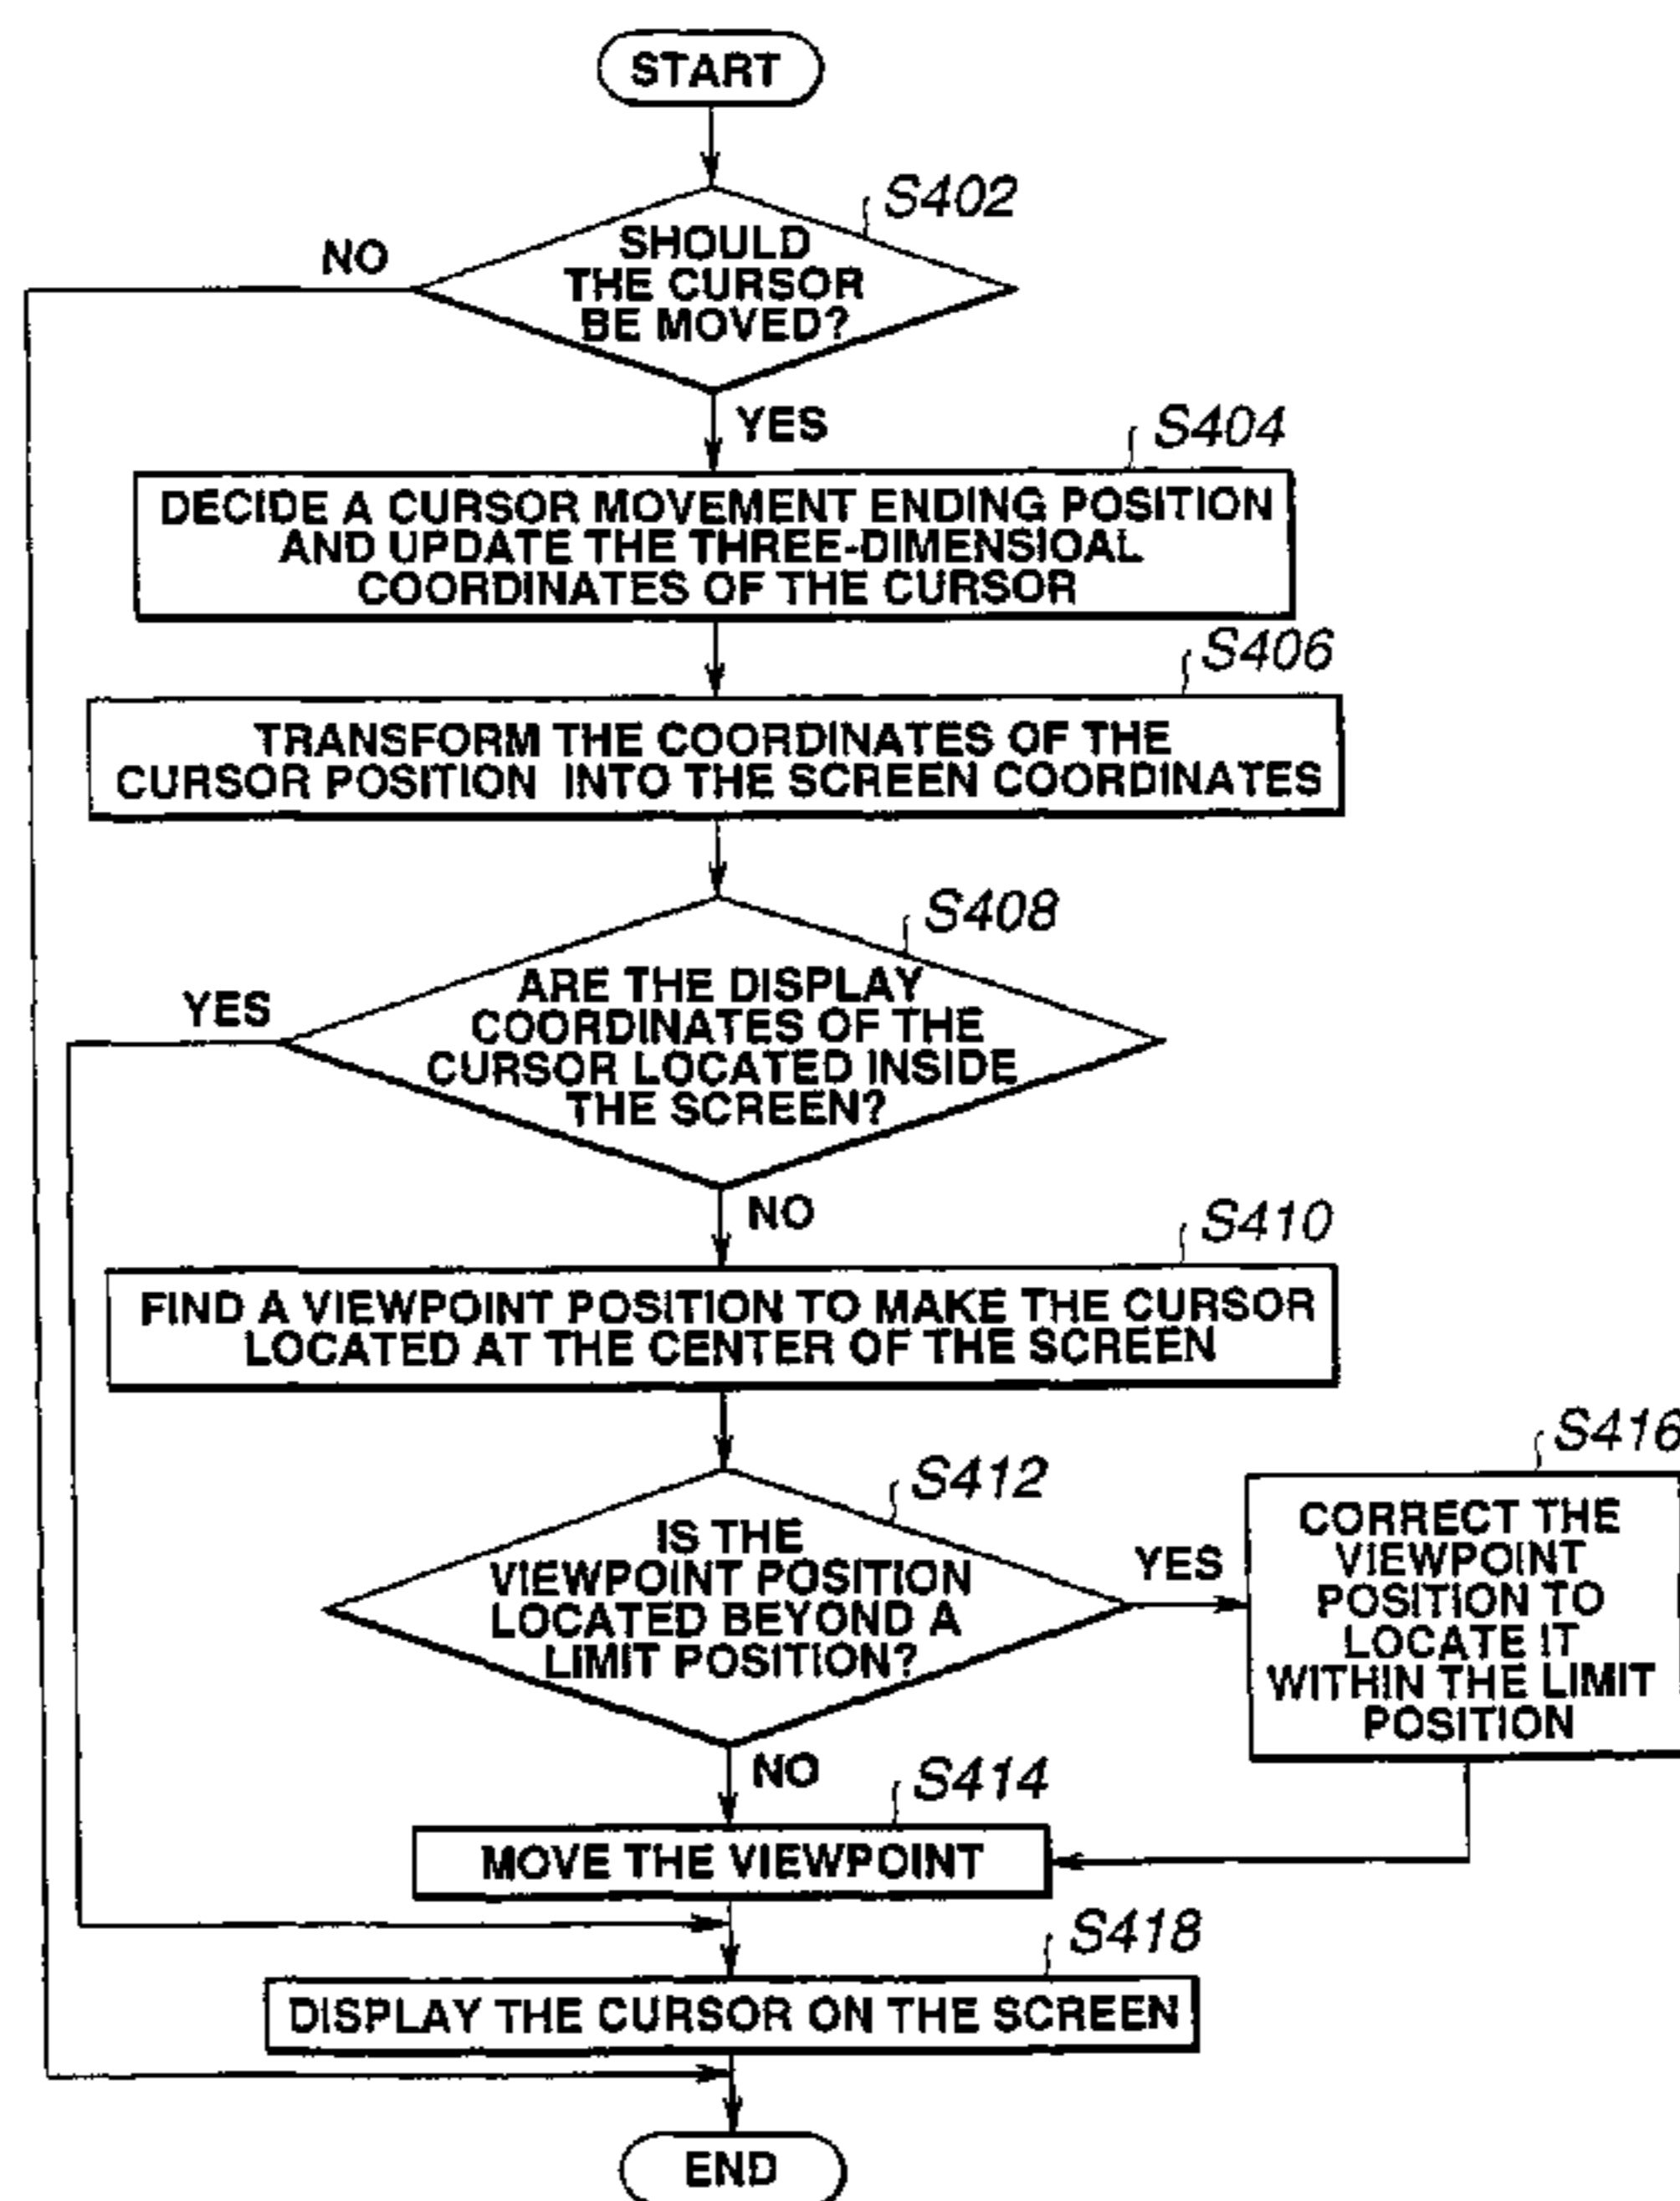 START
S402
NO
SHOULD
THE CURSOR
BE MOVED?
YES
S404
DECIDE A CURSOR MOVEMENT ENDING POSITION
AND UPDATE THE THREE-DIMENSIOAL
COORDINATES OF THE CURSOR
S406
TRANSFORM THE COORDINATES OF THE
CURSOR POSITION INTO THE SCREEN COORDINATES
S408
YES
ARE THE DISPLAY
COORDINATES OF THE
CURSOR LOCATED INSIDE
THE SCREEN?
NO
S410
FIND A VIEWPOINT POSITION TO MAKE THE CURSOR
LOCATED AT THE CENTER OF THE SCREEN
S412
IS THE
VIEWPOINT POSITION
LOCATED BEYOND A
LIMIT POSITION?
YES
S416
CORRECT THE
VIEWPOINT
POSITION TO
LOCATE IT
WITHIN THE LIMIT
POSITION
NO
S414
MOVE THE VIEWPOINT
S418
DISPLAY THE CURSOR ON THE SCREEN
END